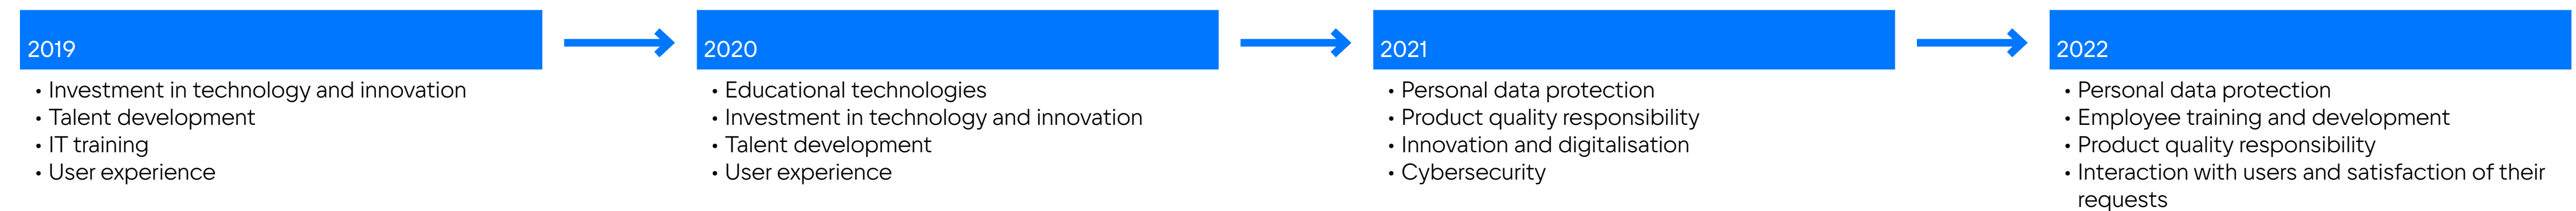 2019
• Investment in technology and innovation
• Talent development
• IT training
• User experience
2020
• Educational technologies
• Investment in technology and innovation
• Talent development
• User experience
2021
• Personal data protection
• Product quality responsibility
• Innovation and digitalisation
• Cybersecurity
2022
• Personal data protection
• Employee training and development
• Product quality responsibility
• Interaction with users and satisfaction of their
requests